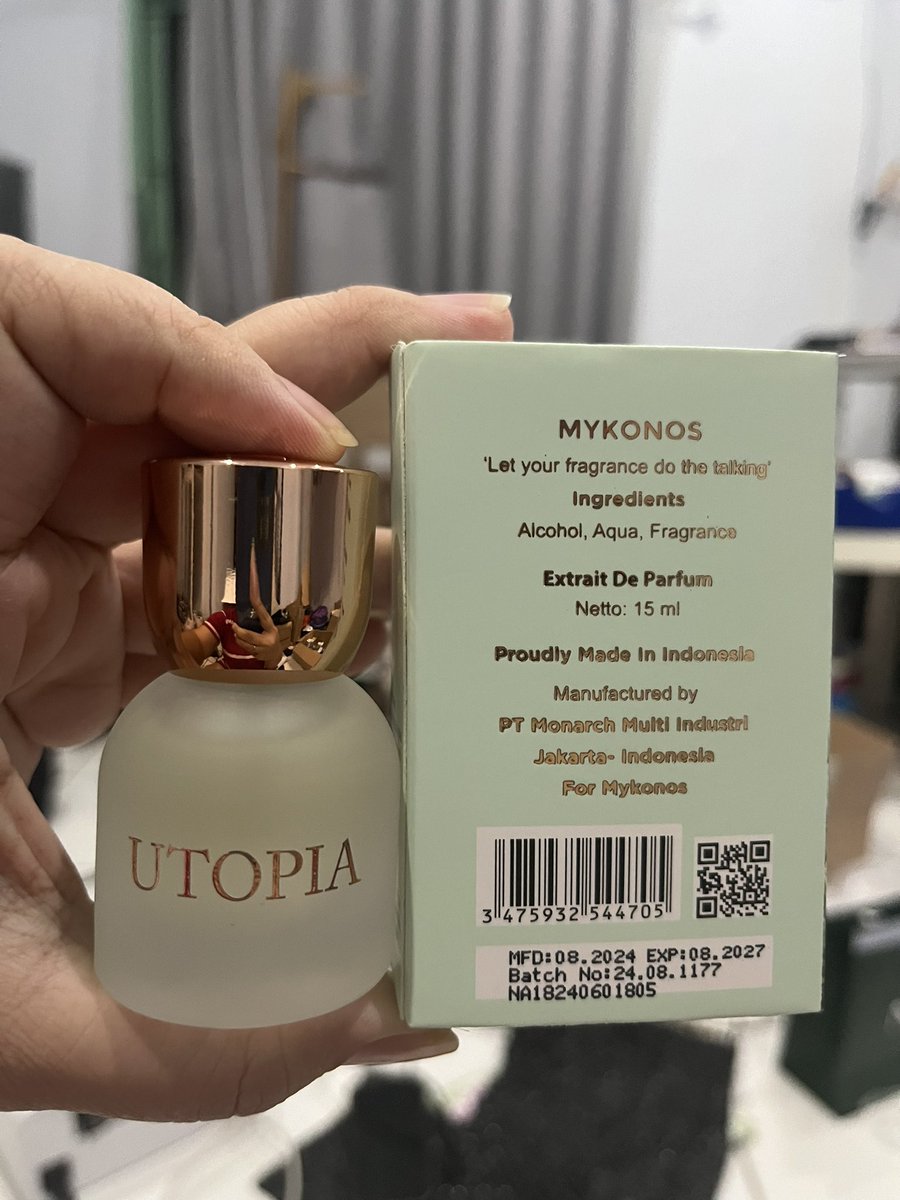 UTOPIA
MYKONOS
'Let your fragrance do the talking'
Ingredients
Alcohol, Aqua, Fragrance
Extrait De Parfum
Netto: 15 ml
Proudly Made In Indonesia
Manufactured by
PT Monarch Multi Industri
Jakarta- Indonesia
For Mykonos
3 475932 544705
MFD:08.2024 EXP:08.2027
Batch No:24.08.1177
NA18240601805